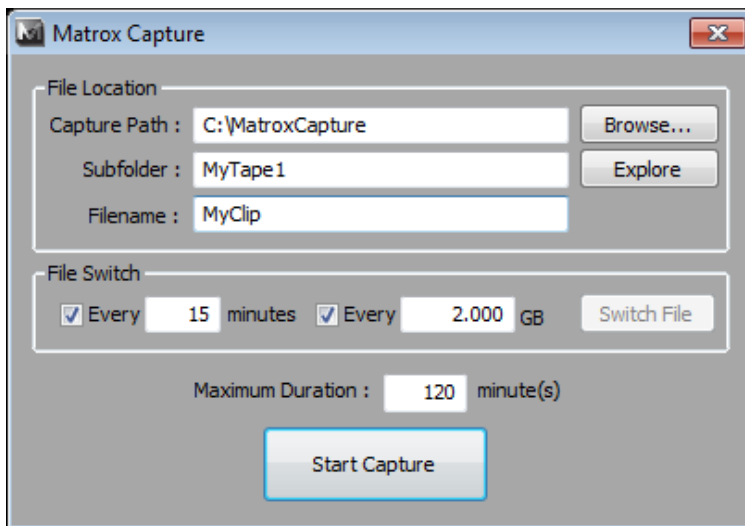 Matrox Capture
File Location
Capture Path : C:\MatroxCapture Browse...
Subfolder : MyTape1 Explore
Filename : MyClip
File Switch
Every 15 minutes Every 2.000 GB Switch File
Maximum Duration : 120 minute(s)
Start Capture